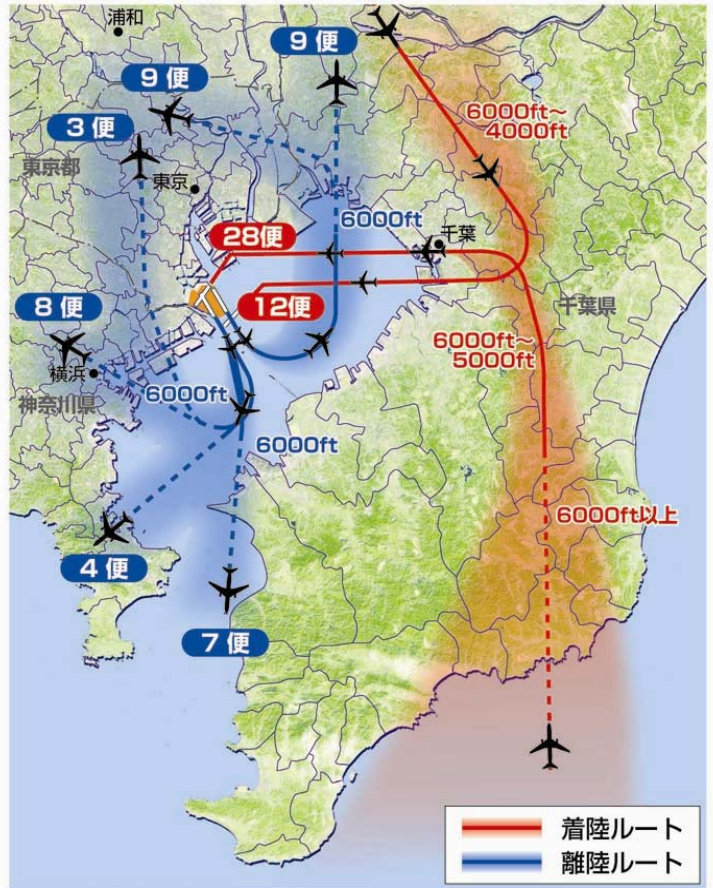 浦和
9便
9便
3便
6000ft～
4000ft
東京都
東京
6000ft
28便
千葉
12便
千葉県
8便
6000ft～
5000ft
横浜
6000ft
神奈川県
6000ft
6000ft以上
4便
7便
着陸ルート
離陸ルート